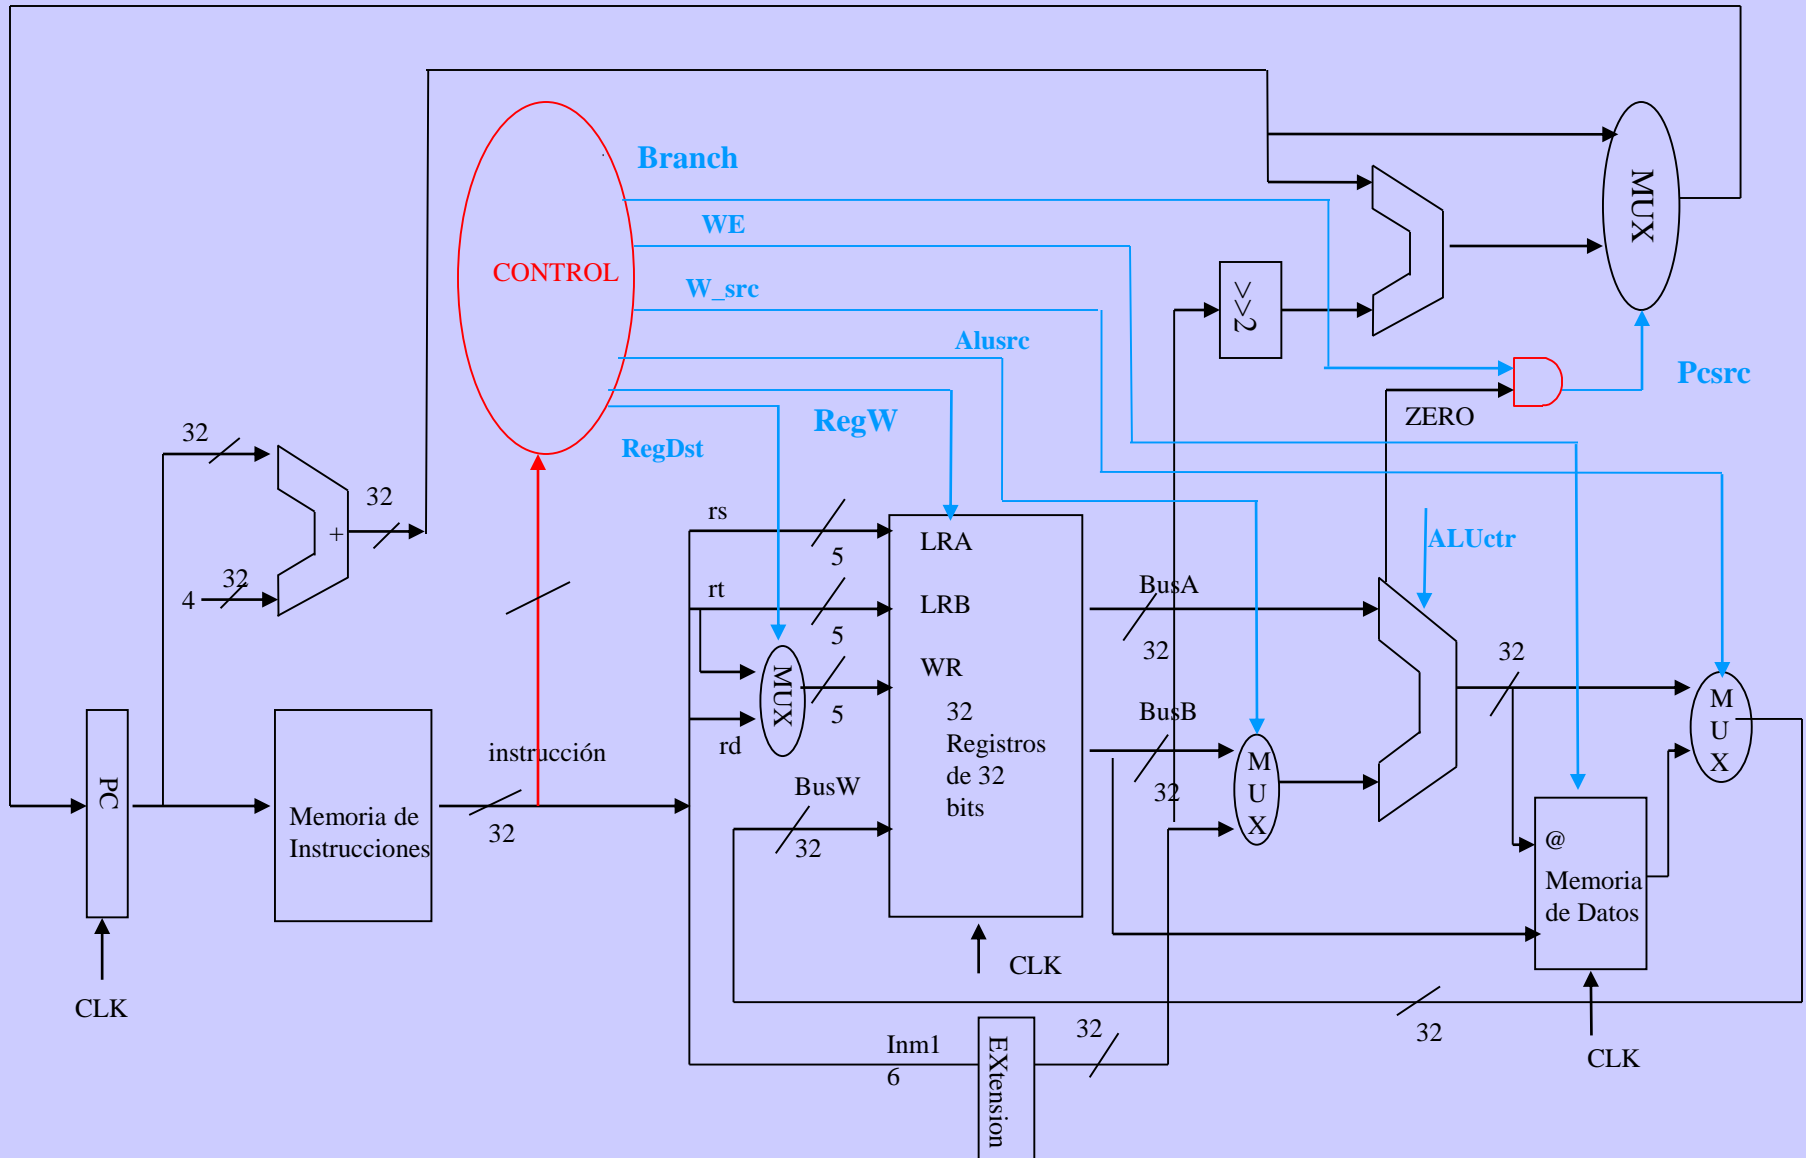 Branch
WE
CONTROL
W_src
Alusrc
RegW
RegDst
MUX
>>2
Pcsrc
ZERO
32
+
32
4
32
rs
5
rt
5
MUX
5
rd
LRA
LRB
WR
32
Registros
de 32
bits
BusW
32
BusA
32
BusB
32
ALUctr
M
U
X
32
M
U
X
PC
Memoria de
Instrucciones
instrucción
32
@
Memoria
de Datos
CLK
CLK
CLK
32
Inm1
6
EXtension
32